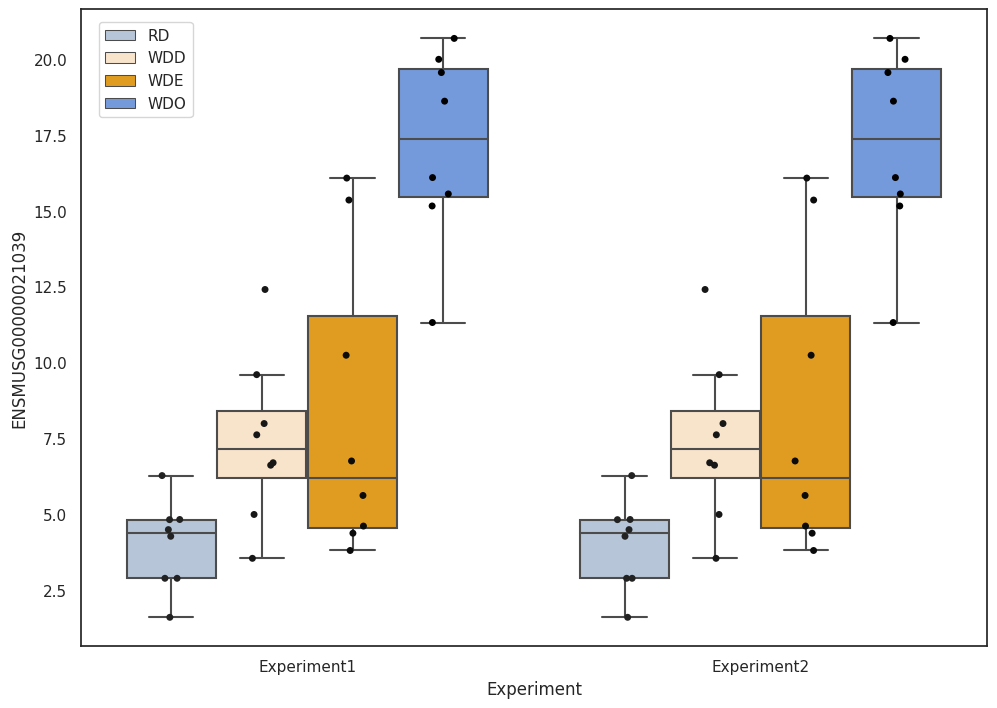 RD
WDD
WDE
WDO
20.0
17.5
15.0
12.5
10.0
7.5
5.0
2.5
ENSMUSG00000021039
Experiment1
Experiment2
Experiment